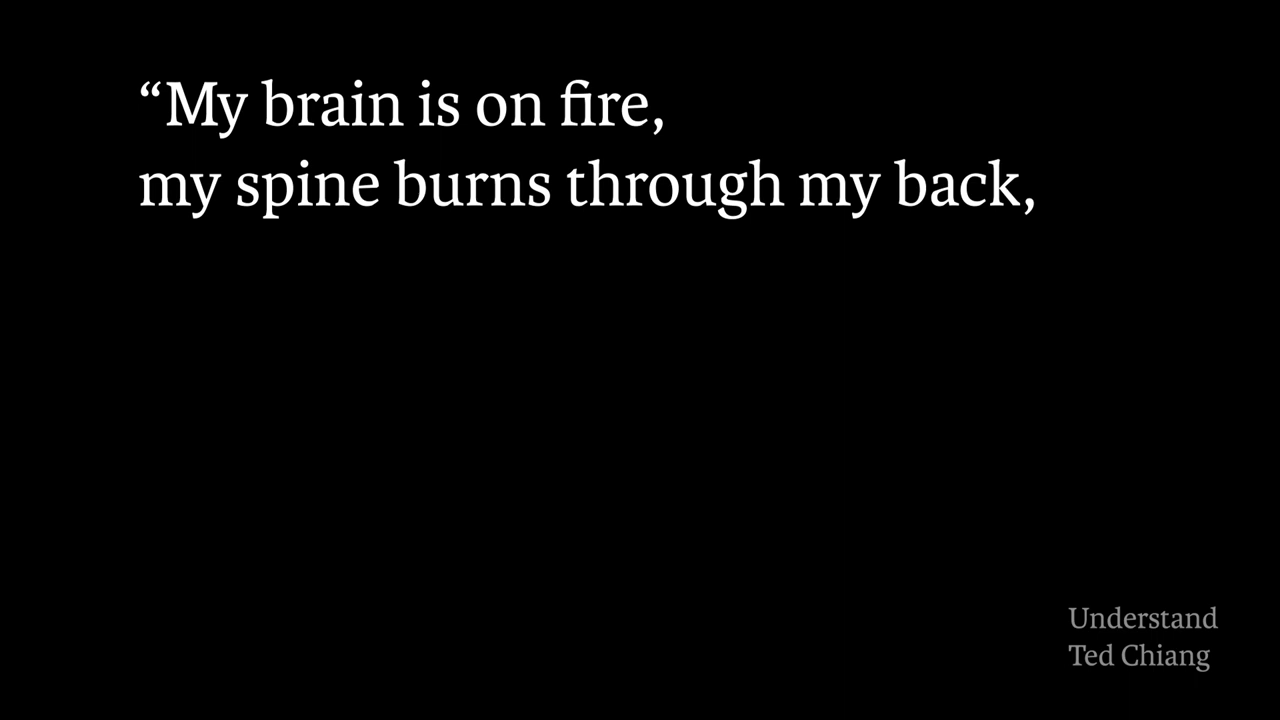 “My brain is on fire,
my spine burns through my back,
Understand
Ted Chiang